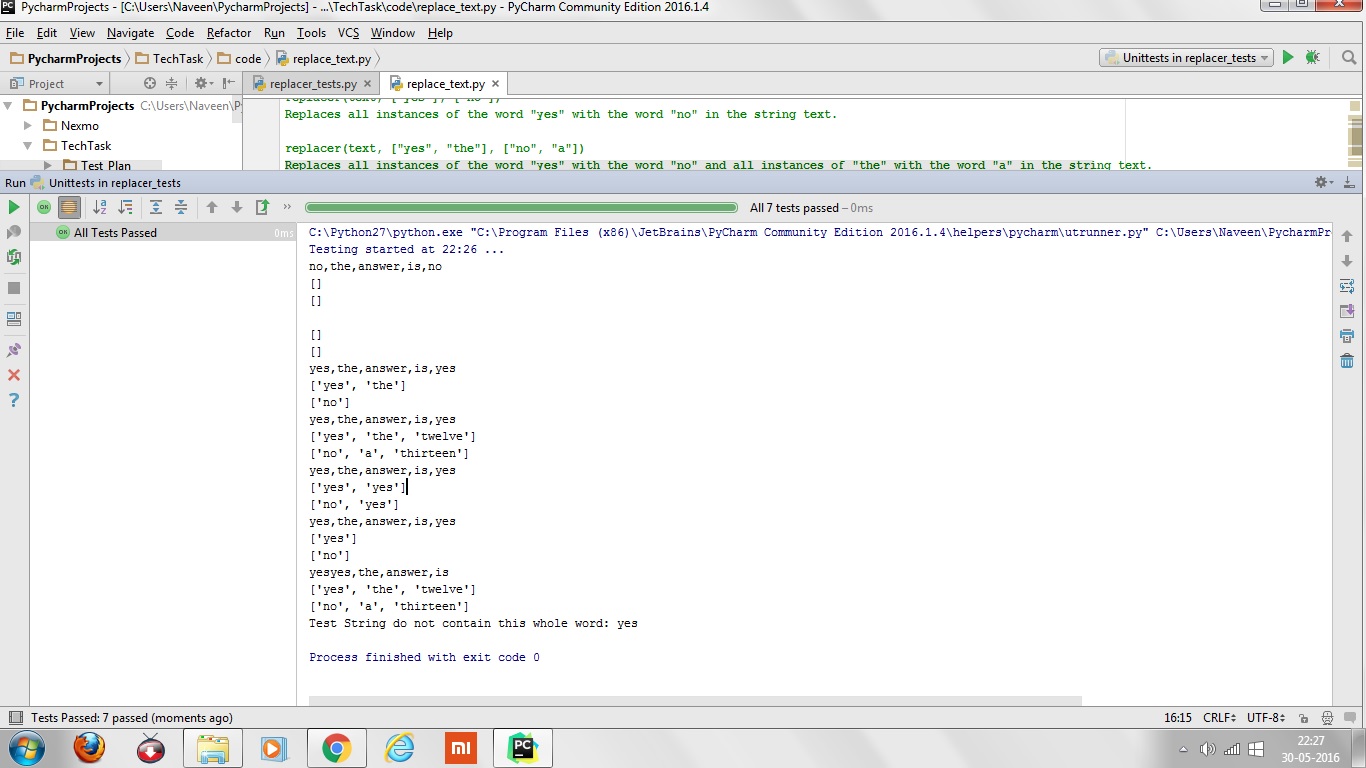 PycharmProjects - [C:\Users\Naveen\PycharmProjects] - ...\TechTask\code\replace_text.py - PyCharm Community Edition 2016.1.4
File Edit View Navigate Code Refactor Run Tools VCS Window Help
PycharmProjects TechTask code replace_text.py Unittests in replacer_tests
Project replacer_tests.py replace_text.py
PycharmProjects C:\Users\Naveen\P
Nexmo
TechTask
Test_Plan
replacer(text, ["yes"], ["no"])
Replaces all instances of the word "yes" with the word "no" in the string text.
replacer(text, ["yes", "the"], ["no", "a"])
Replaces all instances of the word "yes" with the word "no" and all instances of "the" with the word "a" in the string text.
Run Unittests in replacer_tests
All 7 tests passed – 0ms
All Tests Passed 0ms
C:\Python27\python.exe "C:\Program Files (x86)\JetBrains\PyCharm Community Edition 2016.1.4\helpers\pycharm\utrunner.py" C:\Users\Naveen\PycharmPr
Testing started at 22:26 ...
no,the,answer,is,no
[]
[]
[]
[]
yes,the,answer,is,yes
['yes', 'the']
['no']
yes,the,answer,is,yes
['yes', 'the', 'twelve']
['no', 'a', 'thirteen']
yes,the,answer,is,yes
['yes', 'yes']
['no', 'yes']
yes,the,answer,is,yes
['yes']
['no']
yesyes,the,answer,is
['yes', 'the', 'twelve']
['no', 'a', 'thirteen']
Test String do not contain this whole word: yes
Process finished with exit code 0
Tests Passed: 7 passed (moments ago)
16:15 CRLF UTF-8
22:27
30-05-2016